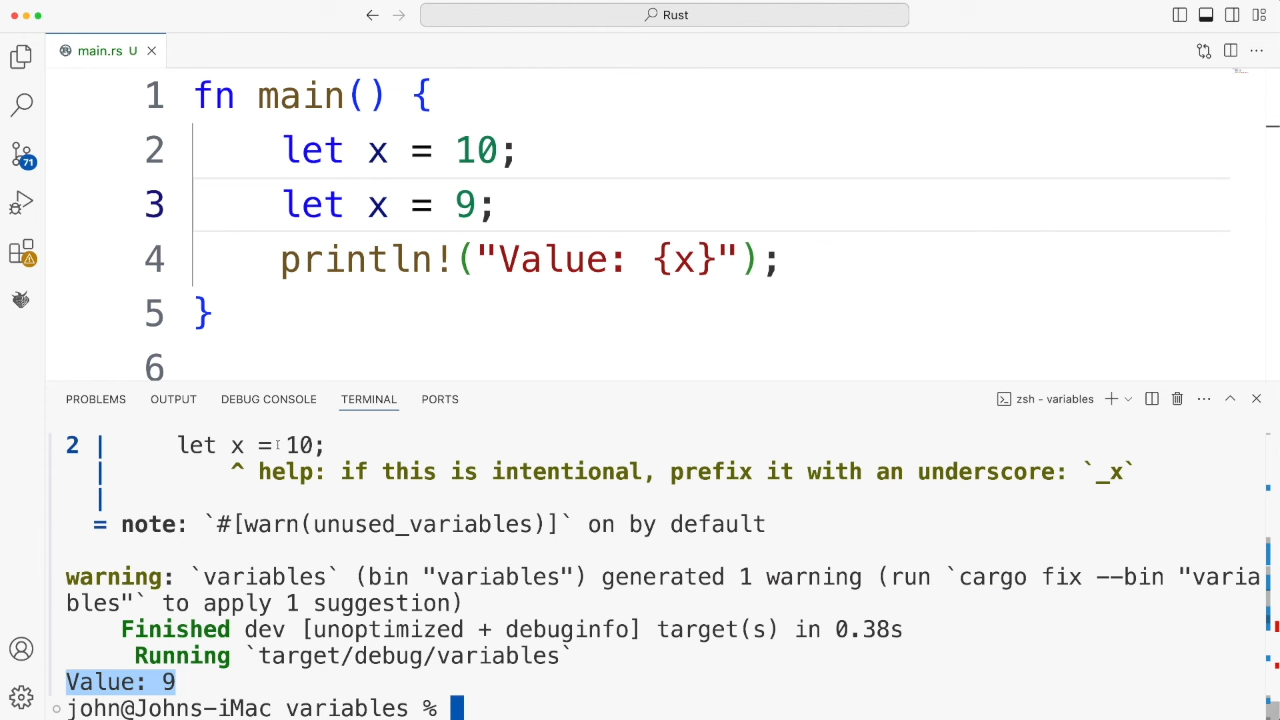 Rust
main.rs U
1 fn main() {
2 let x = 10;
3 let x = 9;
4 println!("Value: {x}");
5 }
6
71
PROBLEMS OUTPUT DEBUG CONSOLE TERMINAL PORTS zsh - variables
2 | let x = 10;
| ^ help: if this is intentional, prefix it with an underscore: `_x`
|
= note: `#[warn(unused_variables)]` on by default
warning: `variables` (bin "variables") generated 1 warning (run `cargo fix --bin "varia
bles"` to apply 1 suggestion)
Finished dev [unoptimized + debuginfo] target(s) in 0.38s
Running `target/debug/variables`
Value: 9
john@Johns-iMac variables %